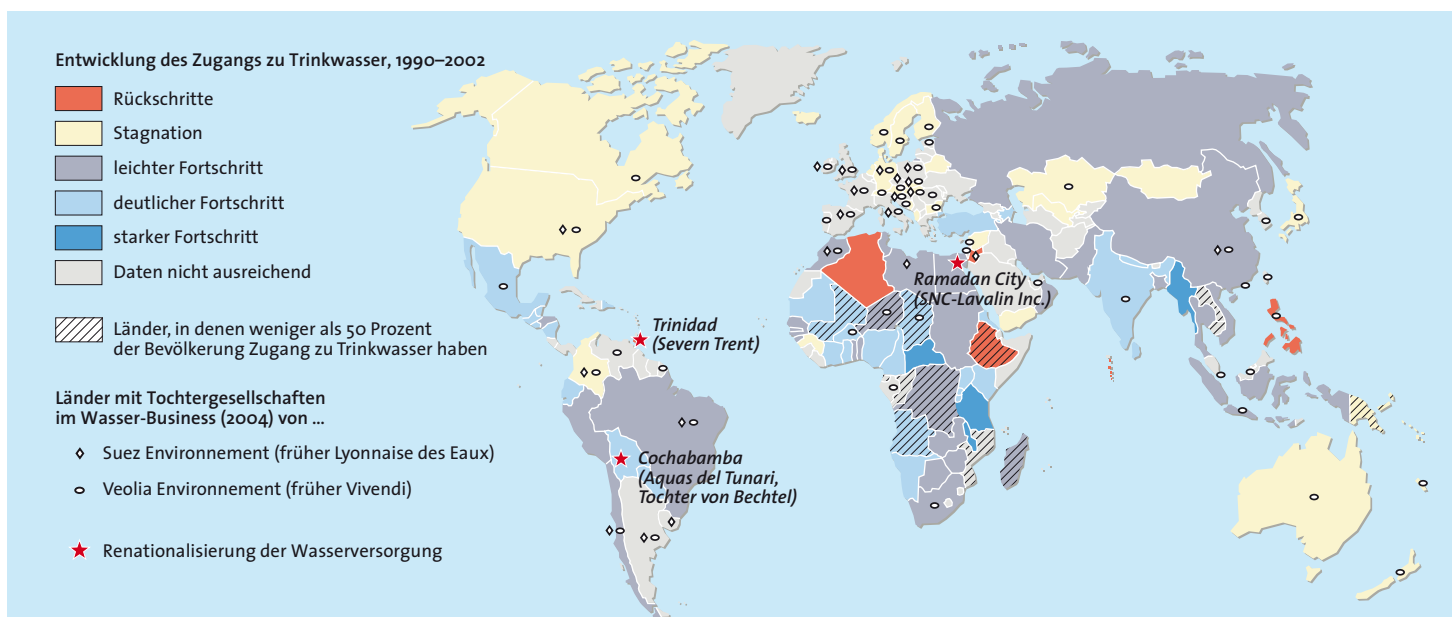 Entwicklung des Zugangs zu Trinkwasser, 1990–2002
Rückschritte
Stagnation
leichter Fortschritt
deutlicher Fortschritt
starker Fortschritt
Daten nicht ausreichend
Länder, in denen weniger als 50 Prozent
der Bevölkerung Zugang zu Trinkwasser haben
Länder mit Tochtergesellschaften
im Wasser-Business (2004) von ...
Suez Environnement (früher Lyonnaise des Eaux)
Veolia Environnement (früher Vivendi)
Renationalisierung der Wasserversorgung
Trinidad
(Severn Trent)
Cochabamba
(Aquas del Tunari,
Tochter von Bechtel)
Ramadan City
(SNC-Lavalin Inc.)